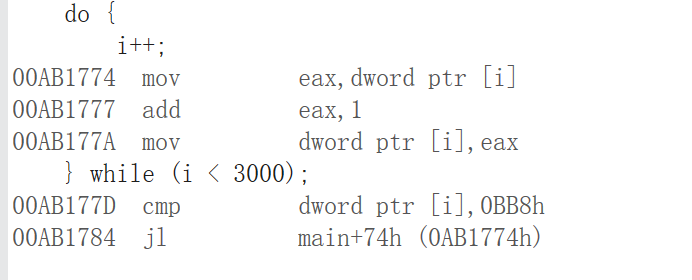 do {
i++;
00AB1774 mov eax,dword ptr [i]
00AB1777 add eax,1
00AB177A mov dword ptr [i],eax
} while (i < 3000);
00AB177D cmp dword ptr [i],0BB8h
00AB1784 jl main+74h (0AB1774h)